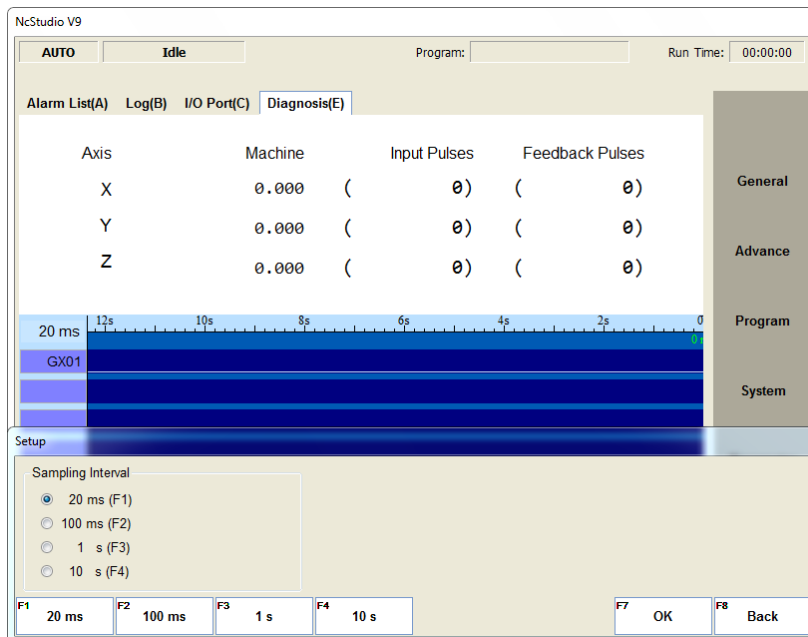 NcStudio V9
AUTO Idle Program: Run Time: 00:00:00
Alarm List(A) Log(B) I/O Port(C) Diagnosis(E)
Axis Machine Input Pulses Feedback Pulses
X 0.000 ( 0) ( 0)
Y 0.000 ( 0) ( 0)
Z 0.000 ( 0) ( 0)
General
Advance
Program
System
20 ms 12s 10s 8s 6s 4s 2s 0
0
GX01
Setup
Sampling Interval
20 ms (F1)
100 ms (F2)
1 s (F3)
10 s (F4)
F1 20 ms F2 100 ms F3 1 s F4 10 s F7 OK F8 Back